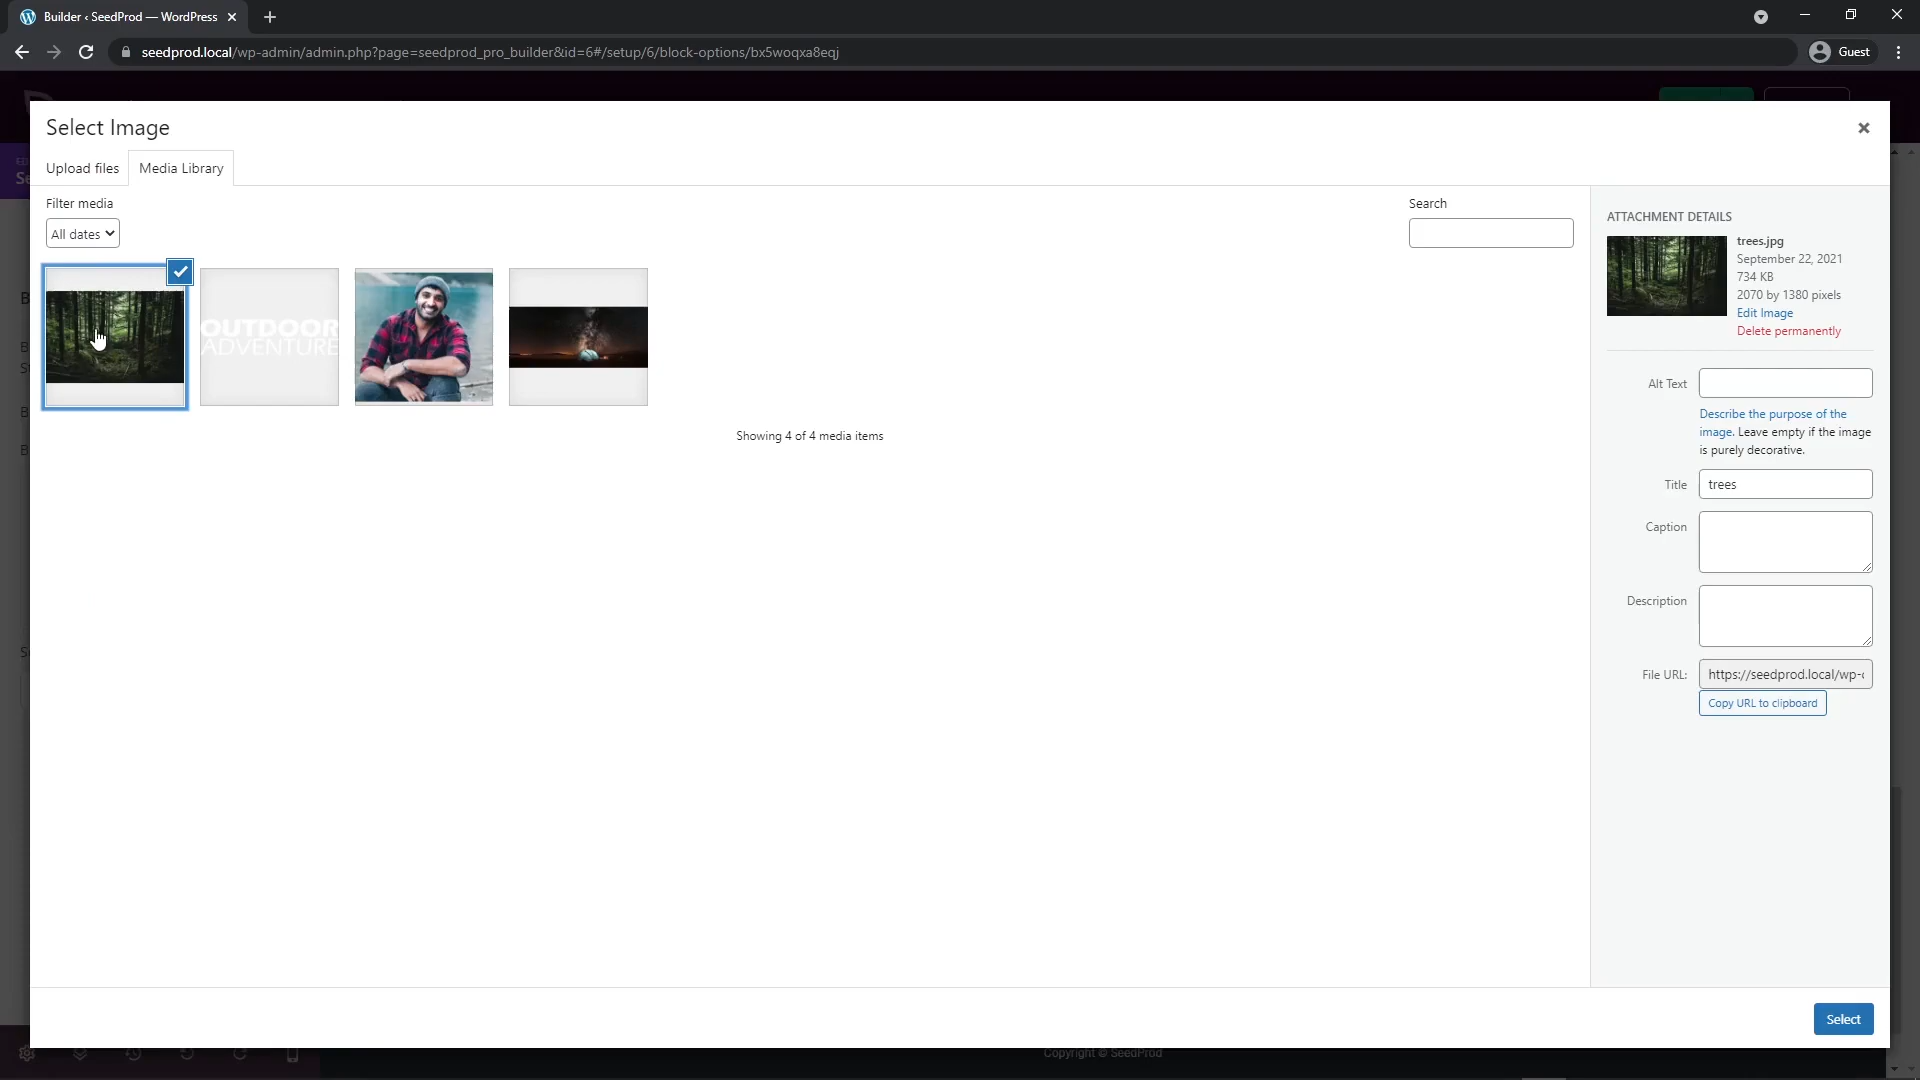 Builder ‹ SeedProd — WordPress
seedprod.local/wp-admin/admin.php?page=seedprod_pro_builder&id=6#/setup/6/block-options/bx5woqxa8eqj
Guest
Select Image
Upload files
Media Library
Filter media
All dates
Search
OUTDOOR
ADVENTURE
Showing 4 of 4 media items
ATTACHMENT DETAILS
trees.jpg
September 22, 2021
734 KB
2070 by 1380 pixels
Edit Image
Delete permanently
Alt Text
Describe the purpose of the
image. Leave empty if the image
is purely decorative.
Title
trees
Caption
Description
File URL:
https://seedprod.local/wp-c
Copy URL to clipboard
Select
Copyright © SeedProd